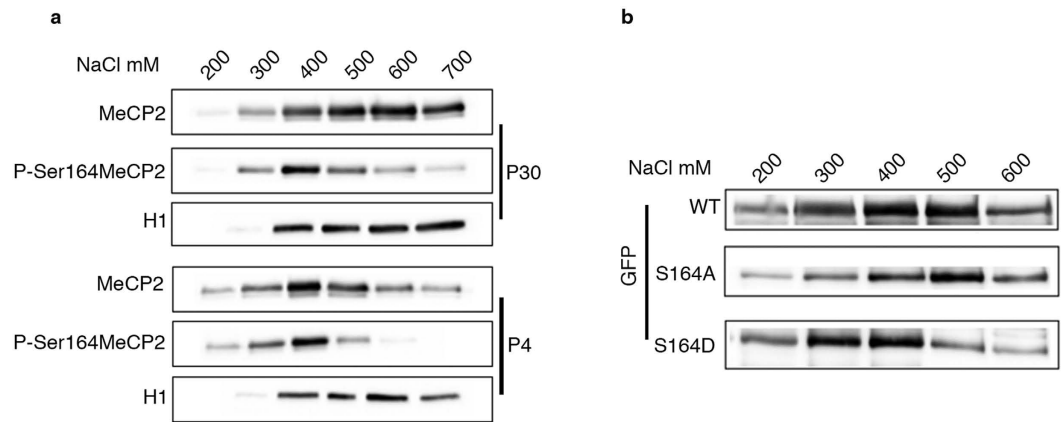 a
NaCl mM 200 300 400 500 600 700
MeCP2
P-Ser164MeCP2
H1
P30
MeCP2
P-Ser164MeCP2
H1
P4
b
NaCl mM 200 300 400 500 600
WT
S164A
S164D
GFP